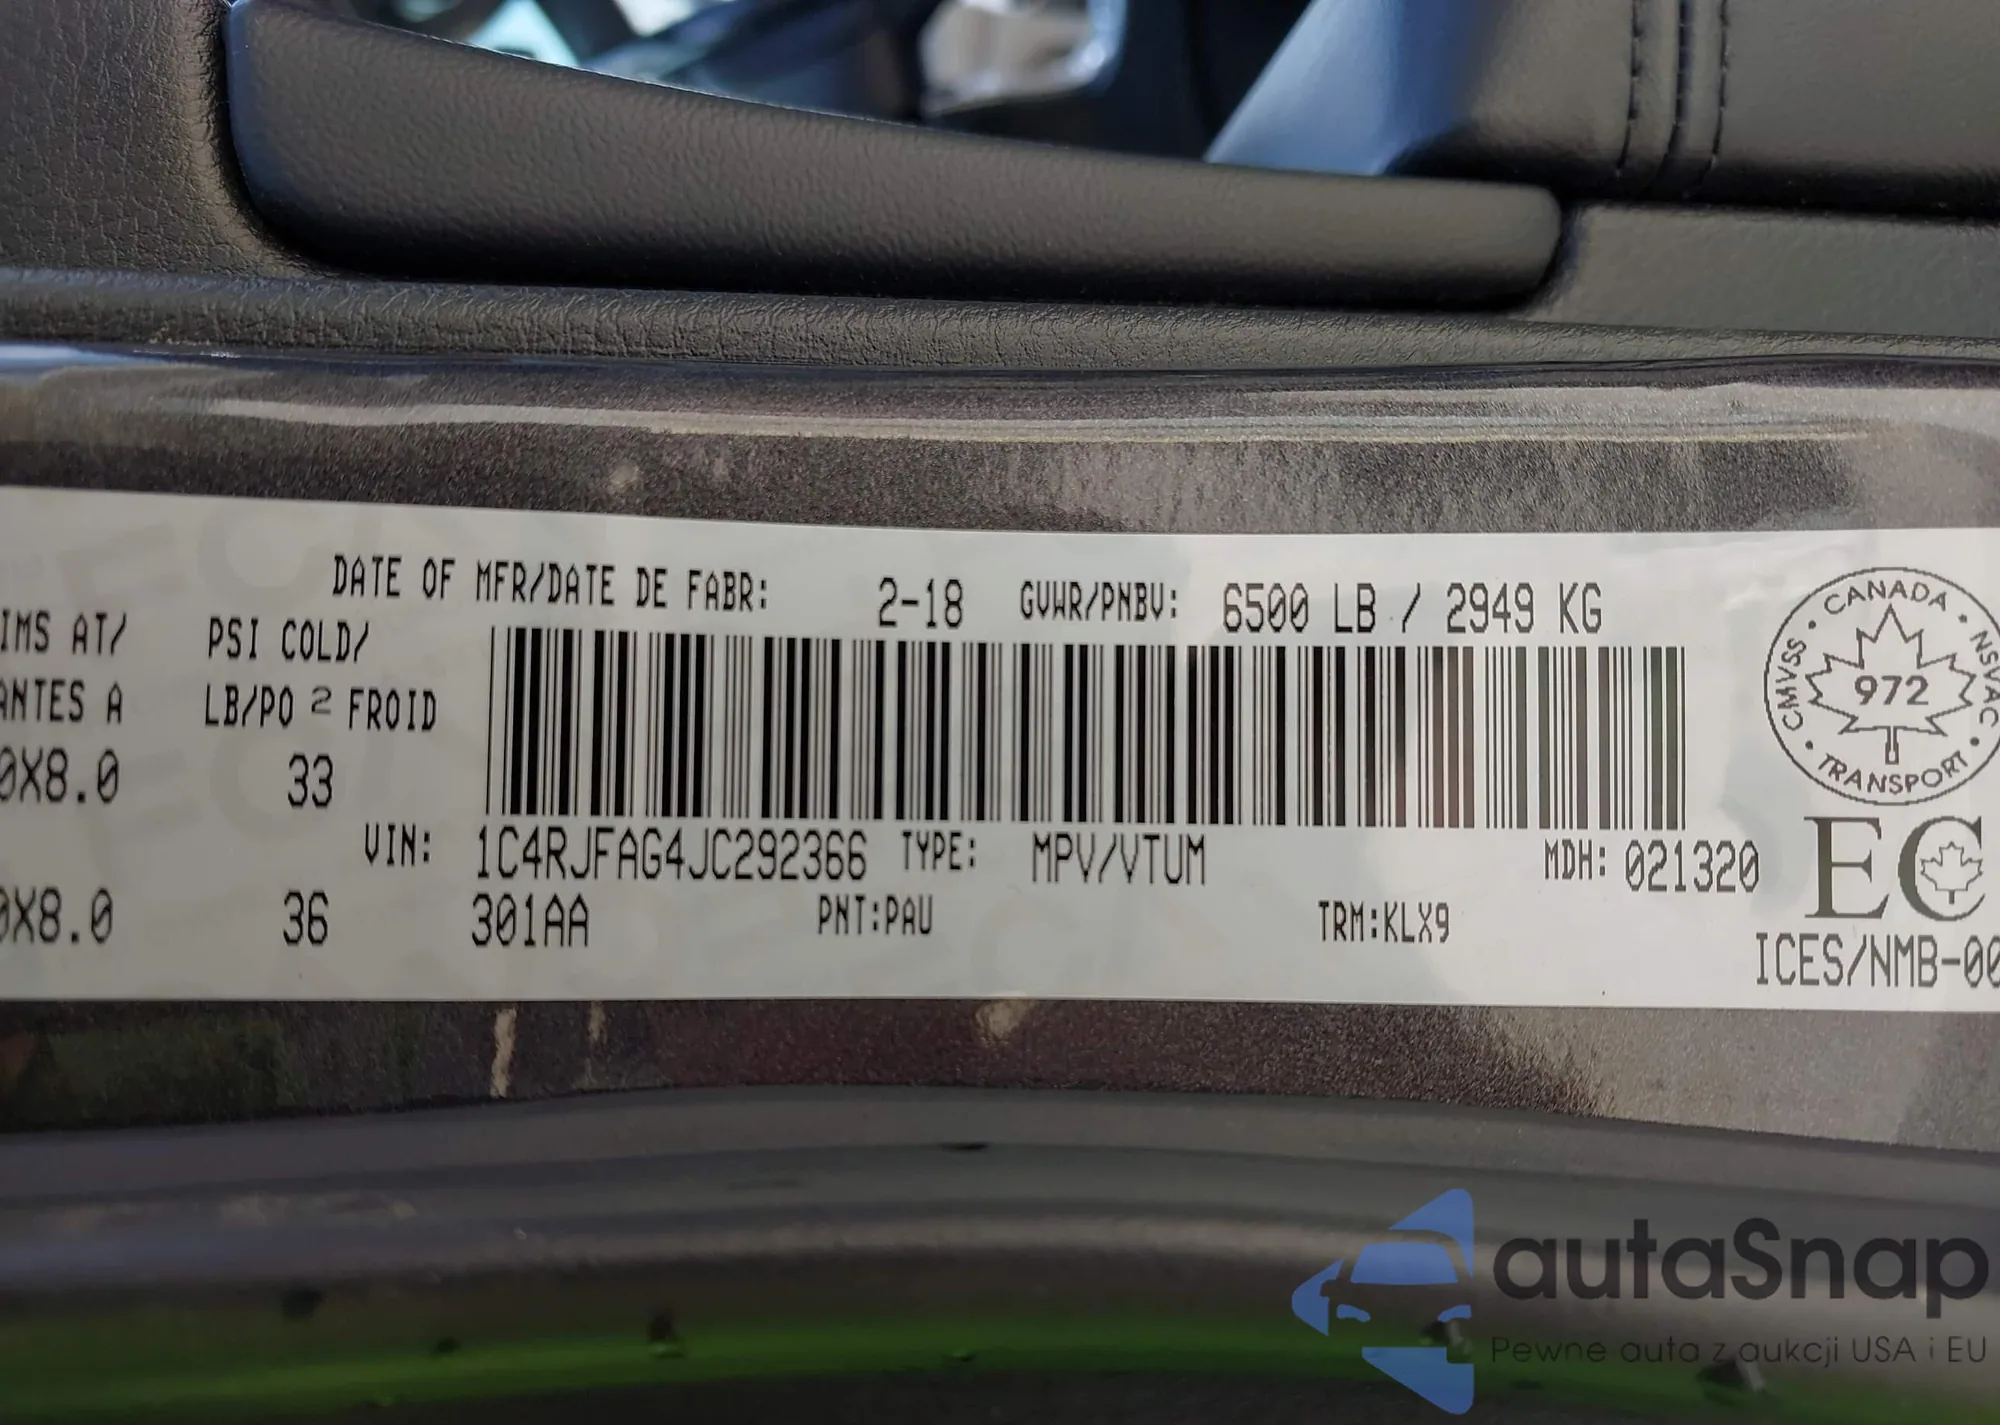 DATE OF MFR/DATE DE FABR: 2-18 GVWR/PNBV: 6500 LB / 2949 KG
IMS AT/ PSI COLD/
ANTES A LB/PO 2 FROID
0X8.0 33
VIN: 1C4RJFAG4JC292366 TYPE: MPV/VTUM MDH: 021320
0X8.0 36 301AA PNT:PAU TRM:KLX9
CANADA • NSVAC • TRANSPORT • CMVSS •
972
EC
ICES/NMB-00
autaSnap
Pewne auta z aukcji USA i EU